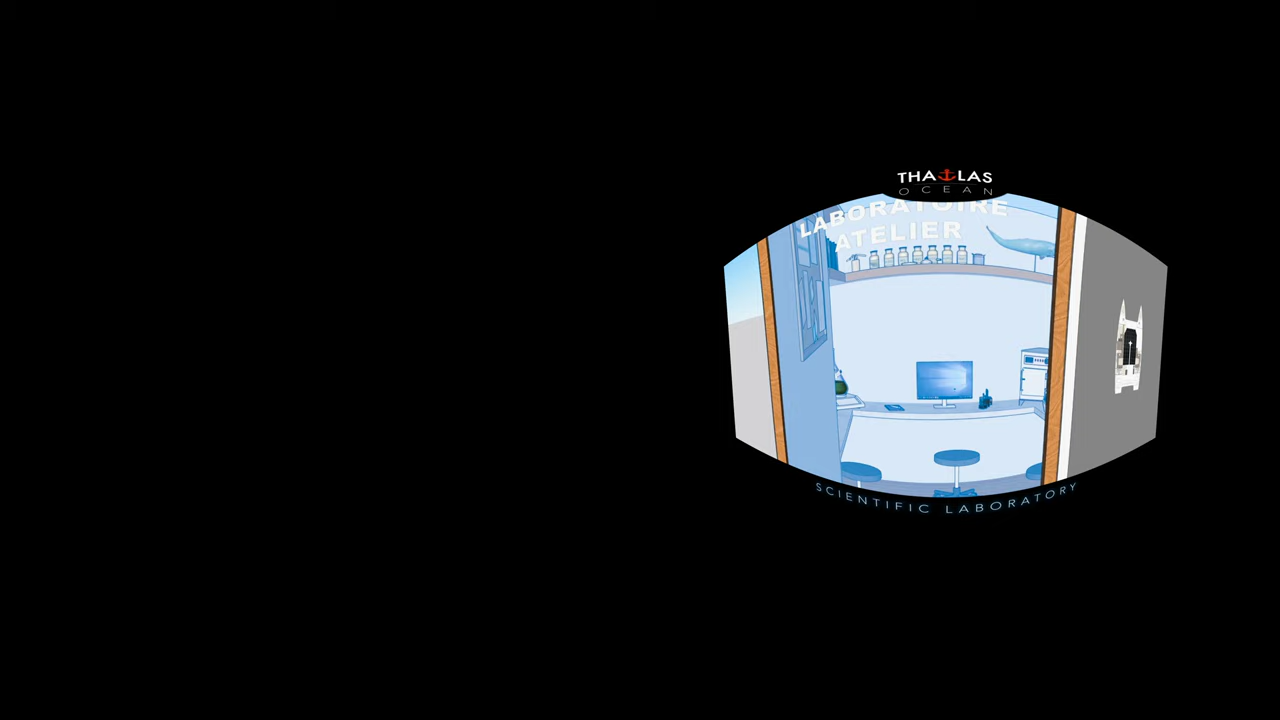 THALAS
OCEAN
LABORATOIRE
ATELIER
SCIENTIFIC LABORATORY